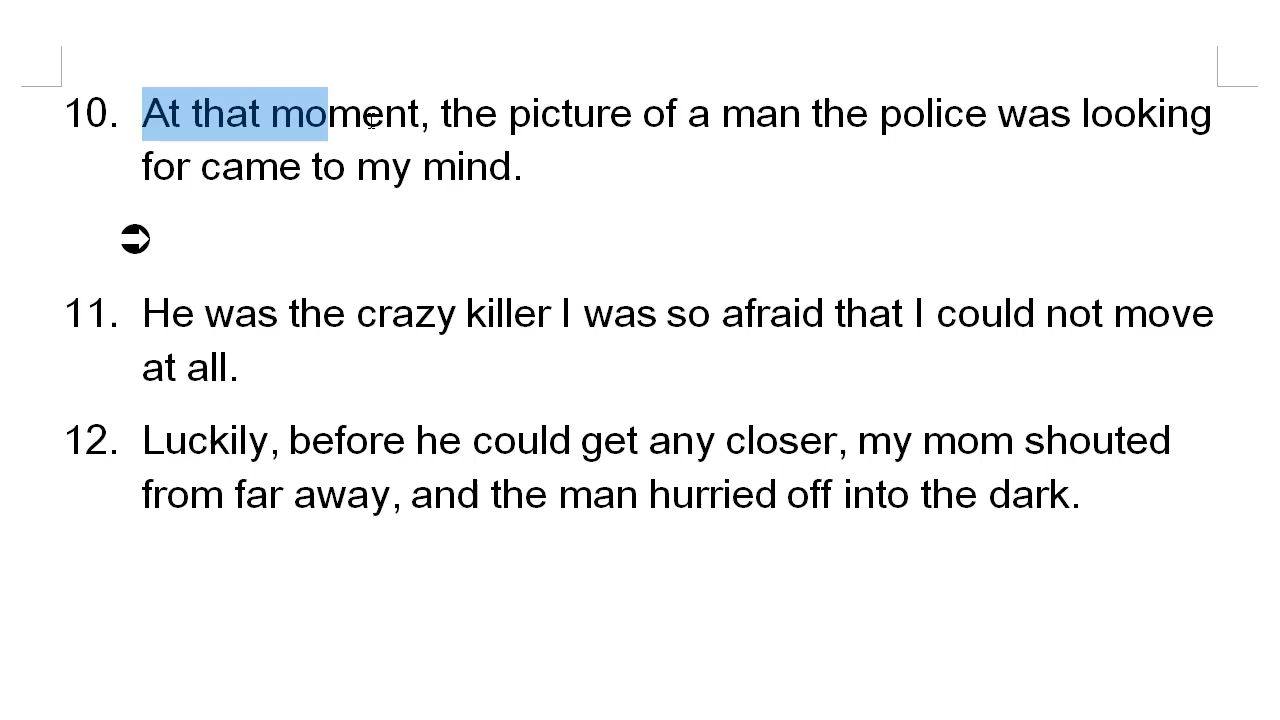 10. At that moment, the picture of a man the police was looking
for came to my mind.
➲
11. He was the crazy killer I was so afraid that I could not move
at all.
12. Luckily, before he could get any closer, my mom shouted
from far away, and the man hurried off into the dark.